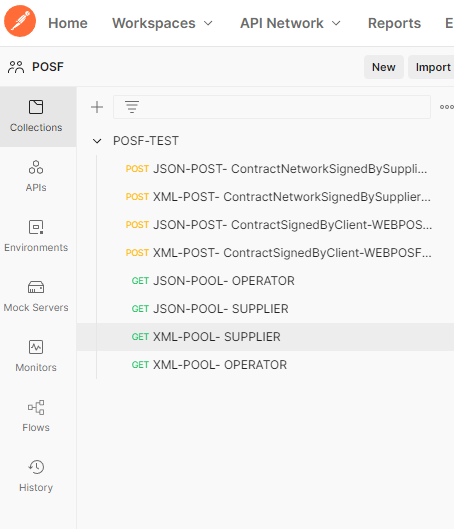 Home Workspaces API Network Reports E
POSF New Import
Collections
APIs
Environments
Mock Servers
Monitors
Flows
History
POSF-TEST
POST JSON-POST- ContractNetworkSignedBySuppli...
POST XML-POST- ContractNetworkSignedBySupplier...
POST JSON-POST- ContractSignedByClient-WEBPOS...
POST XML-POST- ContractSignedByClient-WEBPOSF...
GET JSON-POOL- OPERATOR
GET JSON-POOL- SUPPLIER
GET XML-POOL- SUPPLIER
GET XML-POOL- OPERATOR